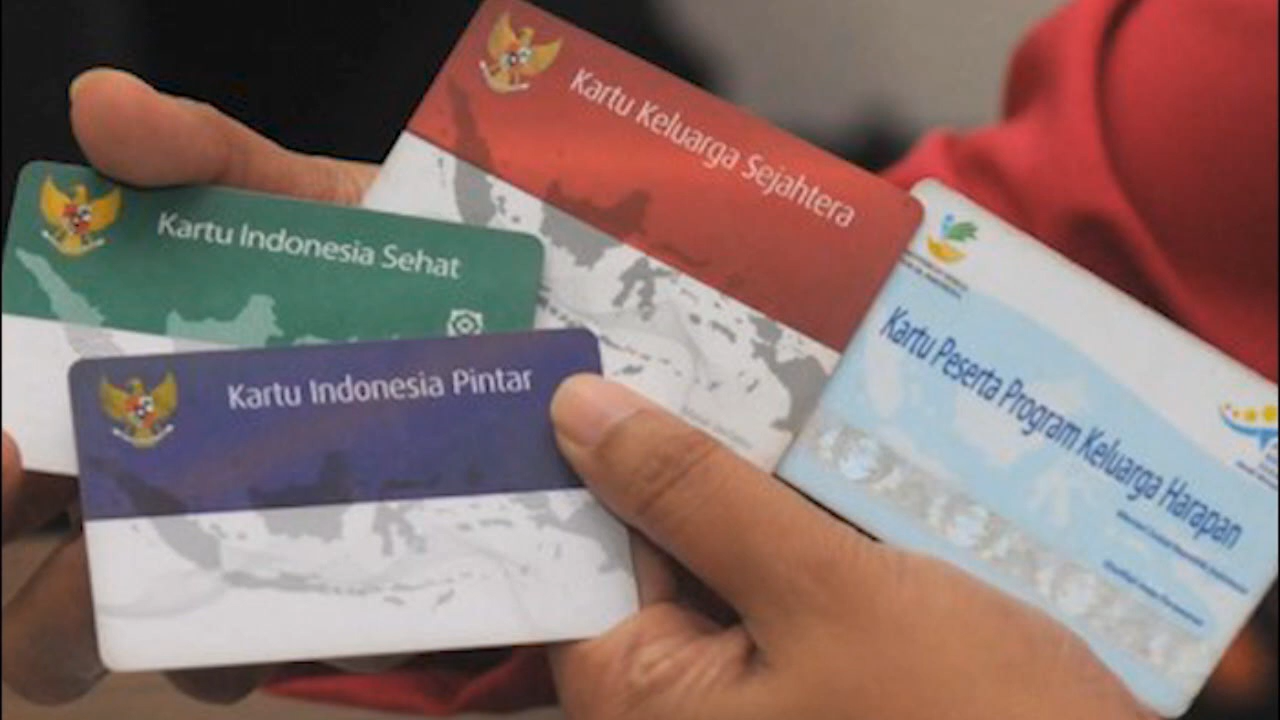 Kartu Keluarga Sejahtera
Kartu Indonesia Sehat
Kartu Indonesia Pintar
Kartu Peserta Program Keluarga Harapan